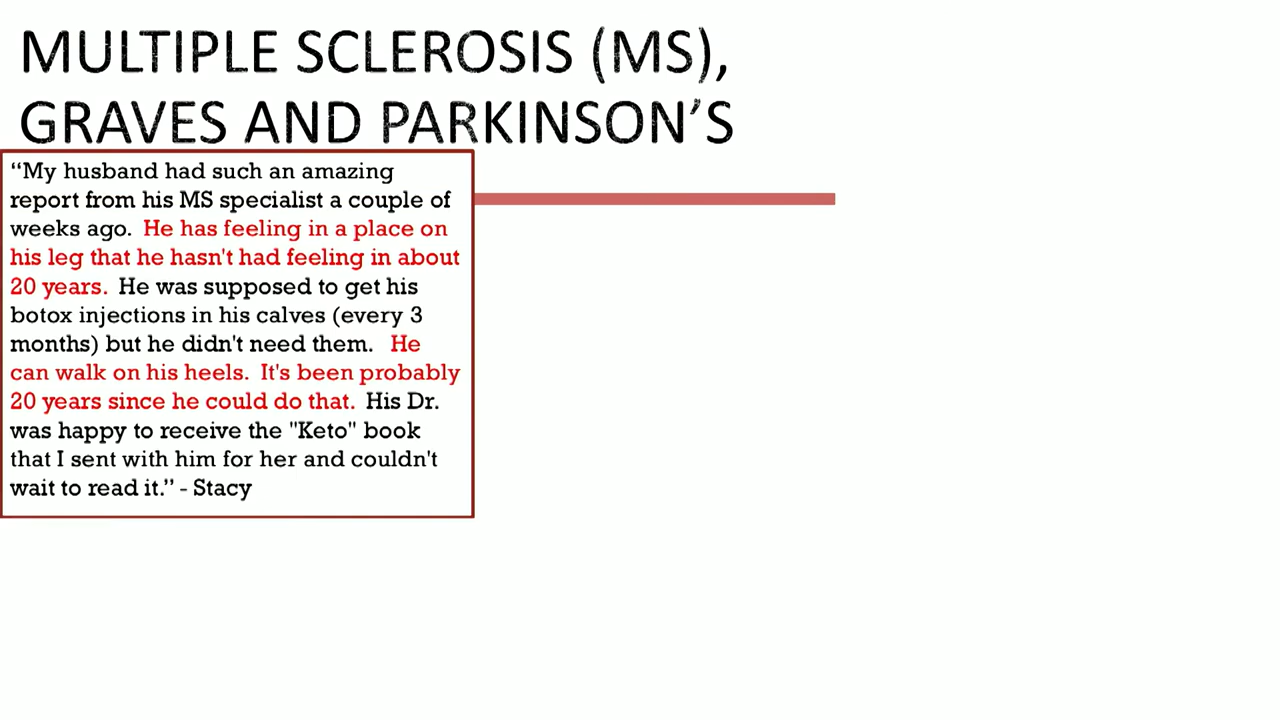 MULTIPLE SCLEROSIS (MS),
GRAVES AND PARKINSON’S
“My husband had such an amazing
report from his MS specialist a couple of
weeks ago. He has feeling in a place on
his leg that he hasn't had feeling in about
20 years. He was supposed to get his
botox injections in his calves (every 3
months) but he didn't need them. He
can walk on his heels. It's been probably
20 years since he could do that. His Dr.
was happy to receive the "Keto" book
that I sent with him for her and couldn't
wait to read it.” - Stacy